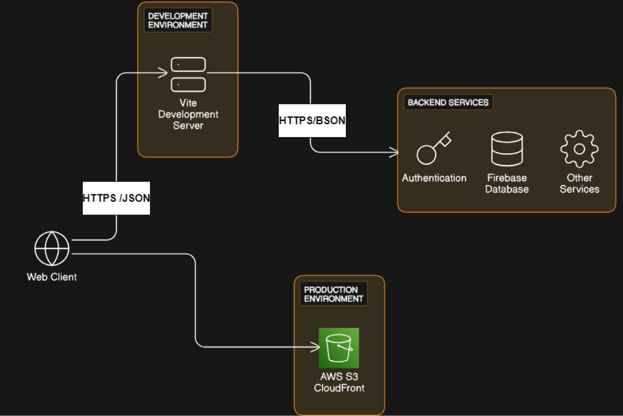 DEVELOPMENT
ENVIRONMENT
Vite
Development
Server
HTTPS/BSON
BACKEND SERVICES
Authentication
Firebase
Database
Other
Services
HTTPS /JSON
Web Client
PRODUCTION
ENVIRONMENT
AWS S3
CloudFront